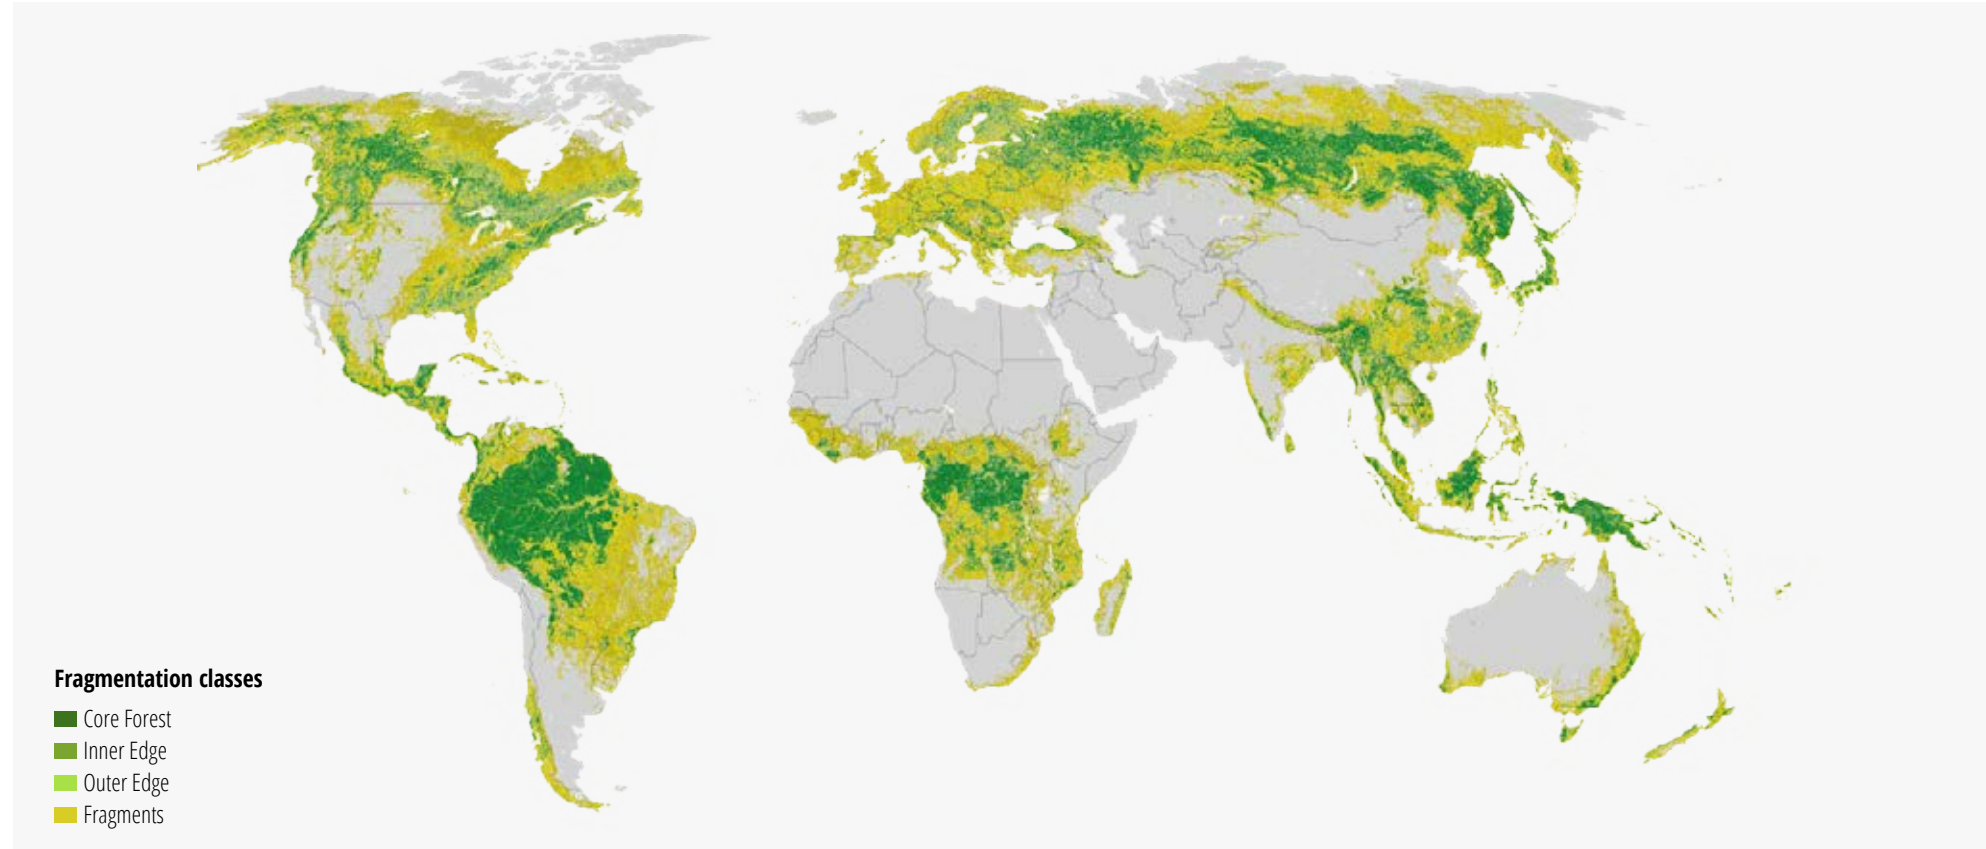 Fragmentation classes
Core Forest
Inner Edge
Outer Edge
Fragments